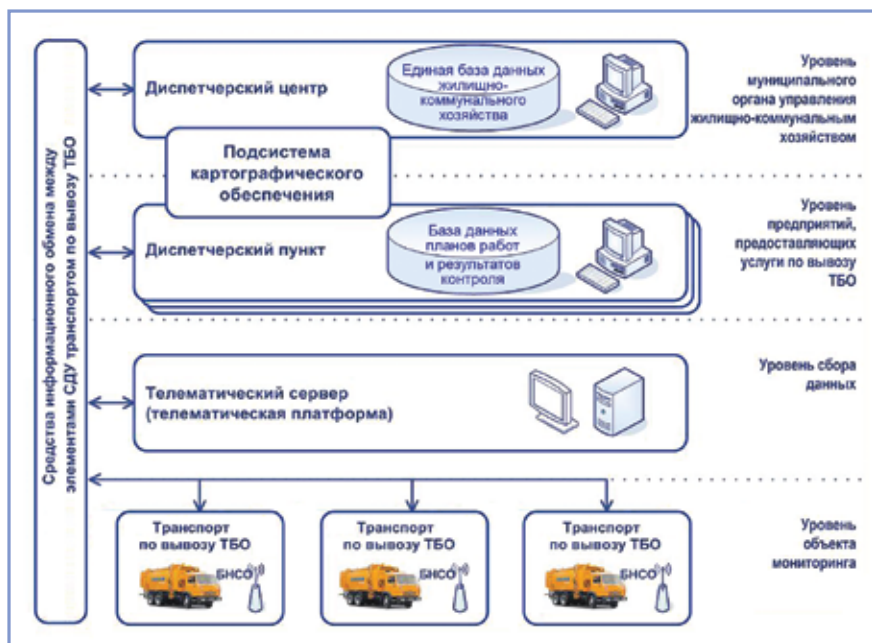 Средства информационного обмена между
элементами СДУ транспортом по вывозу ТБО
Диспетчерский центр
Единая база данных
жилищно-
коммунального
хозяйства
Уровень
муниципального
органа управления
жилищно-коммунальным
хозяйством
Подсистема
картографического
обеспечения
Диспетчерский пункт
База данных
планов работ
и результатов
контроля
Уровень
предприятий,
предоставляющих
услуги по вывозу
ТБО
Телематический сервер
(телематическая платформа)
Уровень сбора
данных
Транспорт
по вывозу ТБО
БНСО
Транспорт
по вывозу ТБО
БНСО
Транспорт
по вывозу ТБО
БНСО
Уровень
объекта
мониторинга